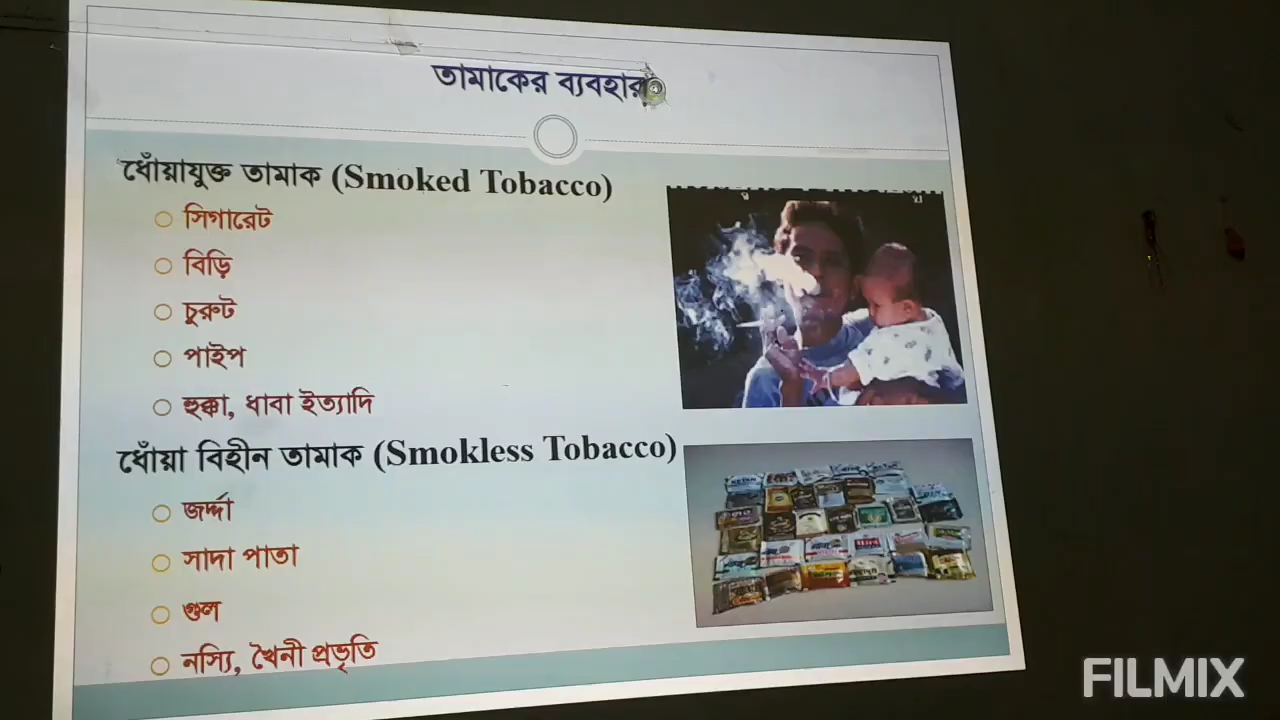 তামাকের ব্যবহার
ধোঁয়াযুক্ত তামাক (Smoked Tobacco)
সিগারেট
বিড়ি
চুরুট
পাইপ
হুক্কা, ধাবা ইত্যাদি
ধোঁয়া বিহীন তামাক (Smokless Tobacco)
জর্দ্দা
সাদা পাতা
গুল
নস্যি, খৈনী প্রভৃতি
FILMIX